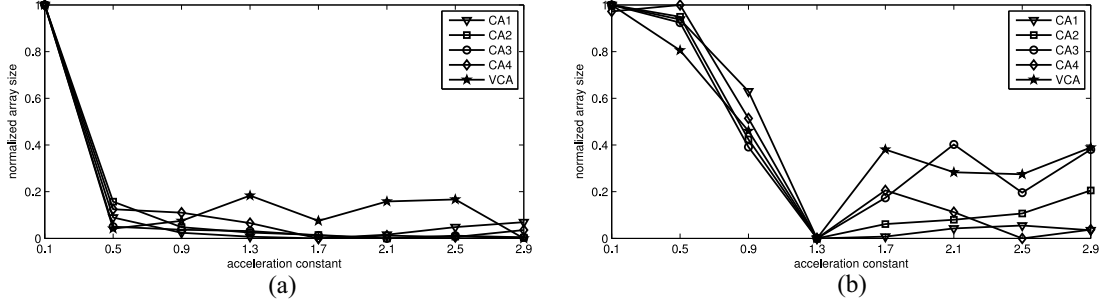 1
0.8
0.6
0.4
0.2
0
normalized array size
0.1 0.5 0.9 1.3 1.7 2.1 2.5 2.9
acceleration constant
CA1
CA2
CA3
CA4
VCA
(a)
1
0.8
0.6
0.4
0.2
0
normalized array size
0.1 0.5 0.9 1.3 1.7 2.1 2.5 2.9
acceleration constant
CA1
CA2
CA3
CA4
VCA
(b)